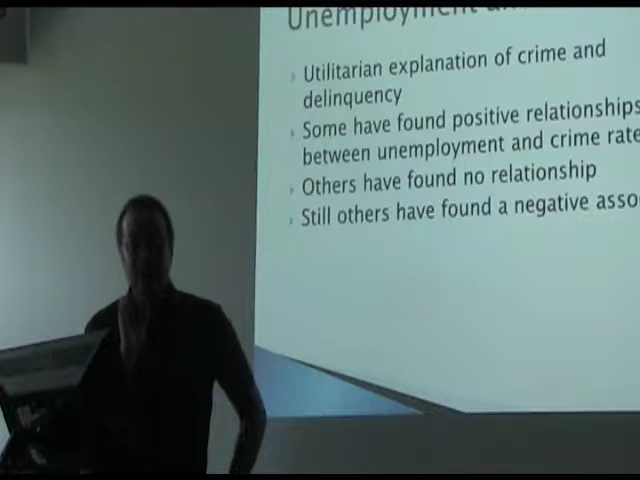 Unemployment
Utilitarian explanation of crime and
delinquency
Some have found positive relationships
between unemployment and crime rate
Others have found no relationship
Still others have found a negative asso